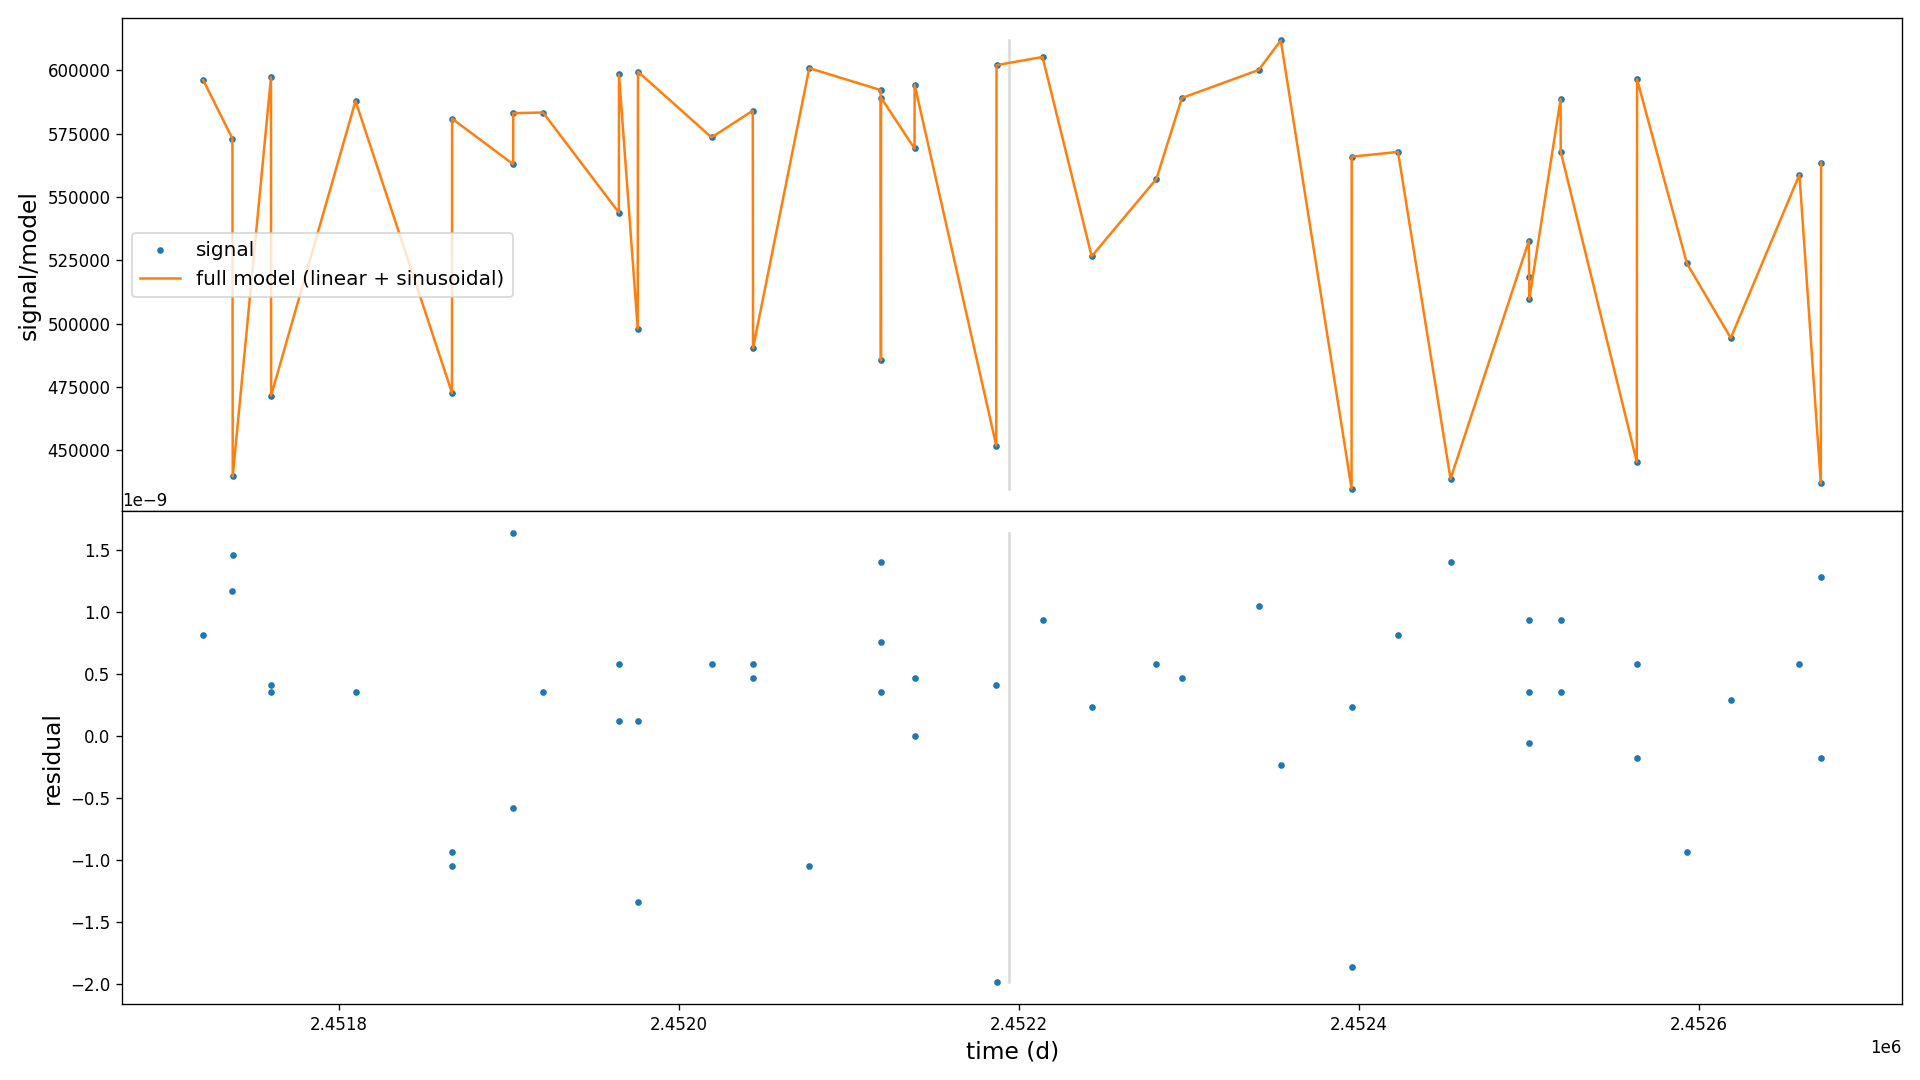 600000
575000
550000
525000
500000
475000
450000
signal/model
signal
full model (linear + sinusoidal)
1e−9
1.5
1.0
0.5
0.0
−0.5
−1.0
−1.5
−2.0
residual
2.4518
2.4520
2.4522
2.4524
2.4526
1e6
time (d)